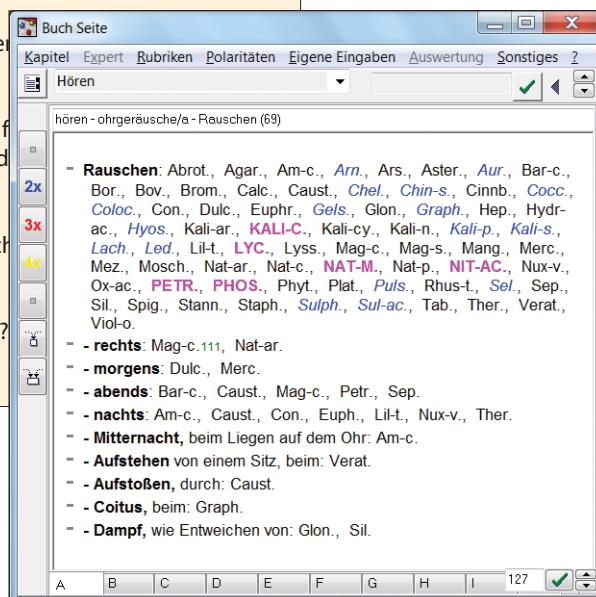 Buch Seite
Kapitel Expert Rubriken Polaritäten Eigene Eingaben Auswertung Sonstiges ?
Hören
hören - ohrgeräusche/a - Rauschen (69)
2x
3x
4x
- Rauschen: Abrot., Agar., Am-c., Arn., Ars., Aster., Aur., Bar-c.,
Bor., Bov., Brom., Calc., Caust., Chel., Chin-s., Cinnb., Cocc.,
Coloc., Con., Dulc., Euphr., Gels., Glon., Graph., Hep., Hydr-
ac., Hyos., Kali-ar., KALI-C., Kali-cy., Kali-n., Kali-p., Kali-s.,
Lach., Led., Lil-t., LYC., Lyss., Mag-c., Mag-s., Mang., Merc.,
Mez., Mosch., Nat-ar., Nat-c., NAT-M., Nat-p., NIT-AC., Nux-v.,
Ox-ac., PETR., PHOS., Phyt., Plat., Puls., Rhus-t., Sel., Sep.,
Sil., Spig., Stann., Staph., Sulph., Sul-ac., Tab., Ther., Verat.,
Viol-o.
- - rechts: Mag-c.111, Nat-ar.
- - morgens: Dulc., Merc.
- - abends: Bar-c., Caust., Mag-c., Petr., Sep.
- - nachts: Am-c., Caust., Con., Euph., Lil-t., Nux-v., Ther.
- - Mitternacht, beim Liegen auf dem Ohr: Am-c.
- - Aufstehen von einem Sitz, beim: Verat.
- - Aufstoßen, durch: Caust.
- - Coitus, beim: Graph.
- - Dampf, wie Entweichen von: Glon., Sil.
A B C D E F G H I 127